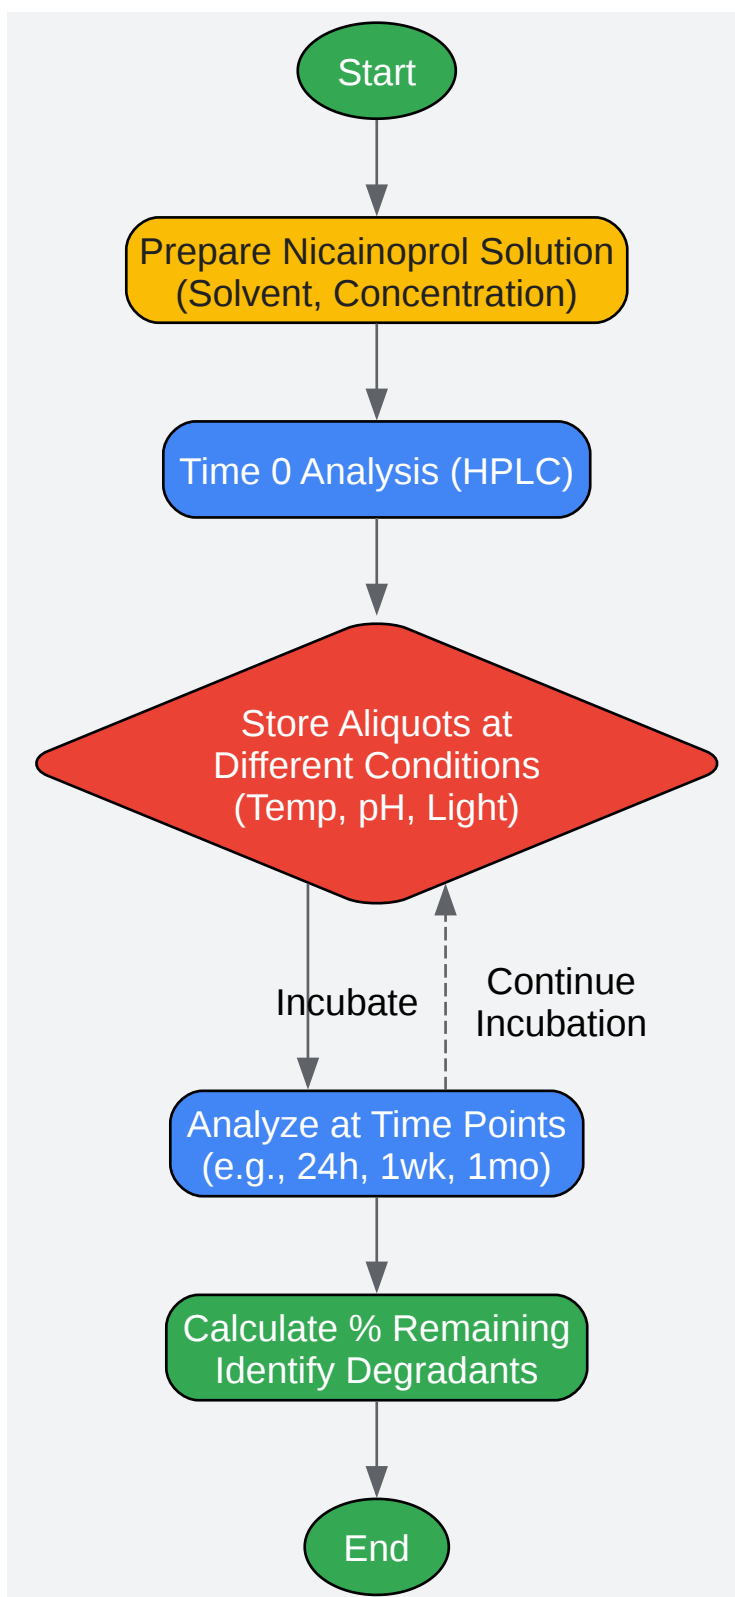 Start
Prepare Nicainoprol Solution
(Solvent, Concentration)
Time 0 Analysis (HPLC)
Store Aliquots at
Different Conditions
(Temp, pH, Light)
Incubate
Continue
Incubation
Analyze at Time Points
(e.g., 24h, 1wk, 1mo)
Calculate % Remaining
Identify Degradants
End